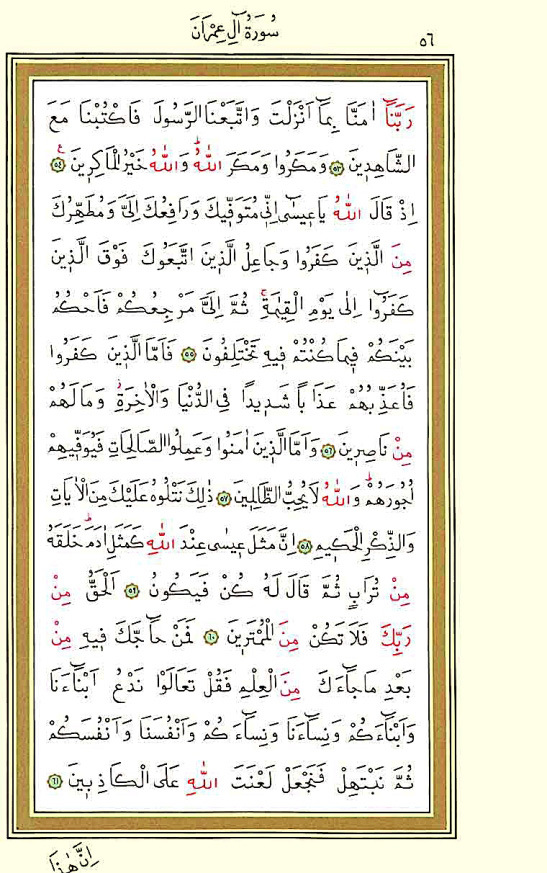 سُورَةُ اٰلِ عِمْرَانَ
٥٦
رَبَّنَٓا اٰمَنَّا بِمَٓا اَنْزَلْتَ وَاتَّبَعْنَا الرَّسُولَ فَاكْتُبْنَا مَعَ
الشَّاهِدٖينَ ٥٣ وَمَكَرُوا وَمَكَرَ اللّٰهُؕ وَاللّٰهُ خَيْرُ الْمَاكِرٖينَ ٥٤
اِذْ قَالَ اللّٰهُ يَا عٖيسٰٓى اِنّٖى مُتَوَفّٖيكَ وَرَافِعُكَ اِلَىَّ وَمُطَهِّرُكَ
مِنَ الَّذٖينَ كَفَرُوا وَجَاعِلُ الَّذٖينَ اتَّبَعُوكَ فَوْقَ الَّذٖينَ
كَفَرُٓوا اِلٰى يَوْمِ الْقِيٰمَةِۚ ثُمَّ اِلَىَّ مَرْجِعُكُمْ فَاَحْكُمُ
بَيْنَكُمْ فٖيمَا كُنْتُمْ فٖيهِ تَخْتَلِفُونَ ٥٥ فَاَمَّا الَّذٖينَ كَفَرُوا
فَاُعَذِّبُهُمْ عَذَابًا شَدٖيدًا فِى الدُّنْيَا وَالْاٰخِرَةِؗ وَمَا لَهُمْ
مِنْ نَاصِرٖينَ ٥٦ وَاَمَّا الَّذٖينَ اٰمَنُوا وَعَمِلُوا الصَّالِحَاتِ فَيُوَفّٖيهِمْ
اُجُورَهُمْؕ وَاللّٰهُ لَا يُحِبُّ الظَّالِمٖينَ ٥٧ ذٰلِكَ نَتْلُوهُ عَلَيْكَ مِنَ الْاٰيَاتِ
وَالذِّكْرِ الْحَكٖيمِ ٥٨ اِنَّ مَثَلَ عٖيسٰى عِنْدَ اللّٰهِ كَمَثَلِ اٰدَمَؕ خَلَقَهُ
مِنْ تُرَابٍ ثُمَّ قَالَ لَهُ كُنْ فَيَكُونُ ٥٩ اَلْحَقُّ مِنْ
رَبِّكَ فَلَا تَكُنْ مِنَ الْمُمْتَرٖينَ ٦٠ فَمَنْ حَٓاجَّكَ فٖيهِ مِنْ
بَعْدِ مَا جَٓاءَكَ مِنَ الْعِلْمِ فَقُلْ تَعَالَوْا نَدْعُ اَبْنَٓاءَنَا
وَاَبْنَٓاءَكُمْ وَنِسَٓاءَنَا وَنِسَٓاءَكُمْ وَاَنْفُسَنَا وَاَنْفُسَكُمْ
ثُمَّ نَبْتَهِلْ فَنَجْعَلْ لَعْنَتَ اللّٰهِ عَلَى الْكَاذِبٖينَ ٦١
اِنَّ هٰذَا